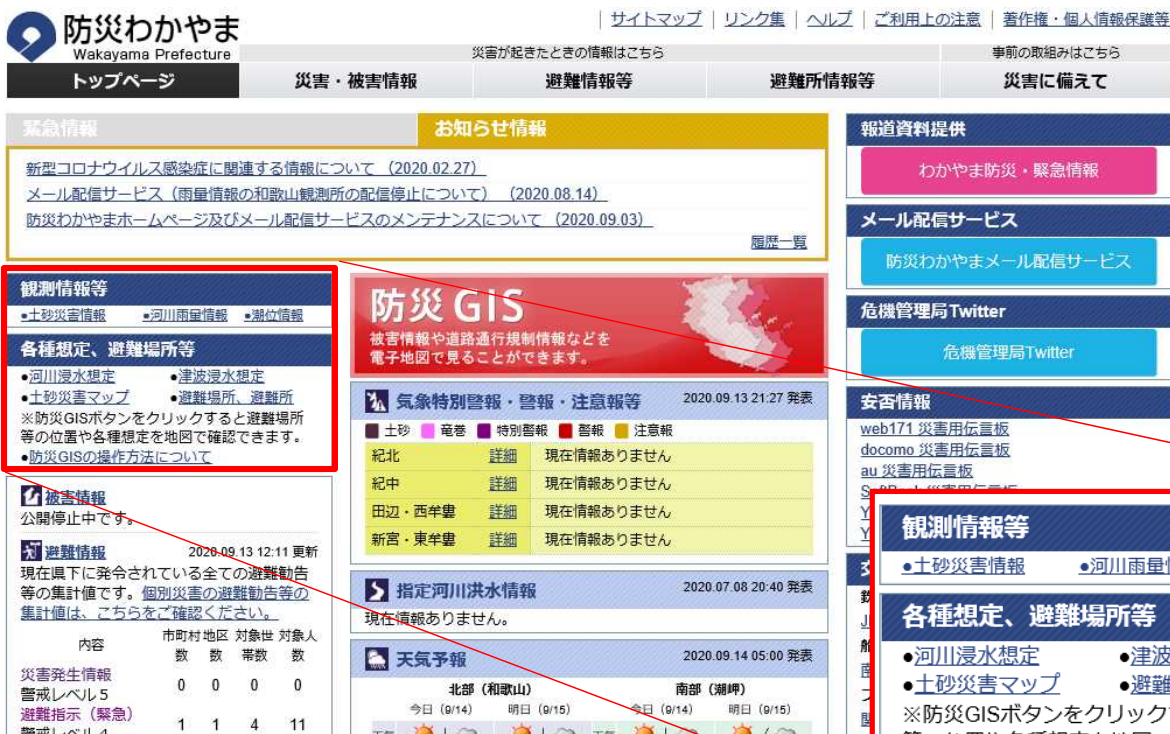 防災わかやま
Wakayama Prefecture
サイトマップ | リンク集 | ヘルプ | ご利用上の注意 | 著作権・個人情報保護等
災害が起きたときの情報はこちら
事前の取組みはこちら
トップページ
災害・被害情報
避難情報等
避難所情報等
災害に備えて
緊急情報
お知らせ情報
新型コロナウイルス感染症に関連する情報について (2020.02.27)
メール配信サービス(雨量情報の和歌山観測所の配信停止について) (2020.08.14)
防災わかやまホームページ及びメール配信サービスのメンテナンスについて (2020.09.03)
履歴一覧
観測情報等
●土砂災害情報 ●河川雨量情報 ●潮位情報
各種想定、避難場所等
●河川浸水想定 ●津波浸水想定
●土砂災害マップ ●避難場所、避難所
※防災GISボタンをクリックすると避難場所
等の位置や各種想定を地図で確認できます。
●防災GISの操作方法について
被害情報
公開停止中です。
避難情報 2020.09.13 12:11 更新
現在県下に発令されている全ての避難勧告
等の集計値です。個別災害の避難勧告等の
集計値は、こちらをご確認ください。
内容 市町村数 地区数 対象世帯数 対象人数
災害発生情報
警戒レベル5 0 0 0 0
避難指示(緊急)
1 1 4 11
防災GIS
被害情報や道路通行規制情報などを
電子地図で見ることができます。
気象特別警報・警報・注意報等 2020.09.13 21:27 発表
土砂 竜巻 特別警報 警報 注意報
紀北 詳細 現在情報ありません
紀中 詳細 現在情報ありません
田辺・西牟婁 詳細 現在情報ありません
新宮・東牟婁 詳細 現在情報ありません
指定河川洪水情報 2020.07.08 20:40 発表
現在情報ありません。
天気予報 2020.09.14 05:00 発表
北部(和歌山) 南部(潮岬)
今日(9/14) 明日(9/15) 今日(9/14) 明日(9/15)
報道資料提供
わかやま防災・緊急情報
メール配信サービス
防災わかやまメール配信サービス
危機管理局Twitter
危機管理局Twitter
安否情報
web171 災害用伝言板
docomo 災害用伝言板
au 災害用伝言板
観測情報等
●土砂災害情報 ●河川雨量
各種想定、避難場所等
●河川浸水想定 ●津波
●土砂災害マップ ●避難
※防災GISボタンをクリック